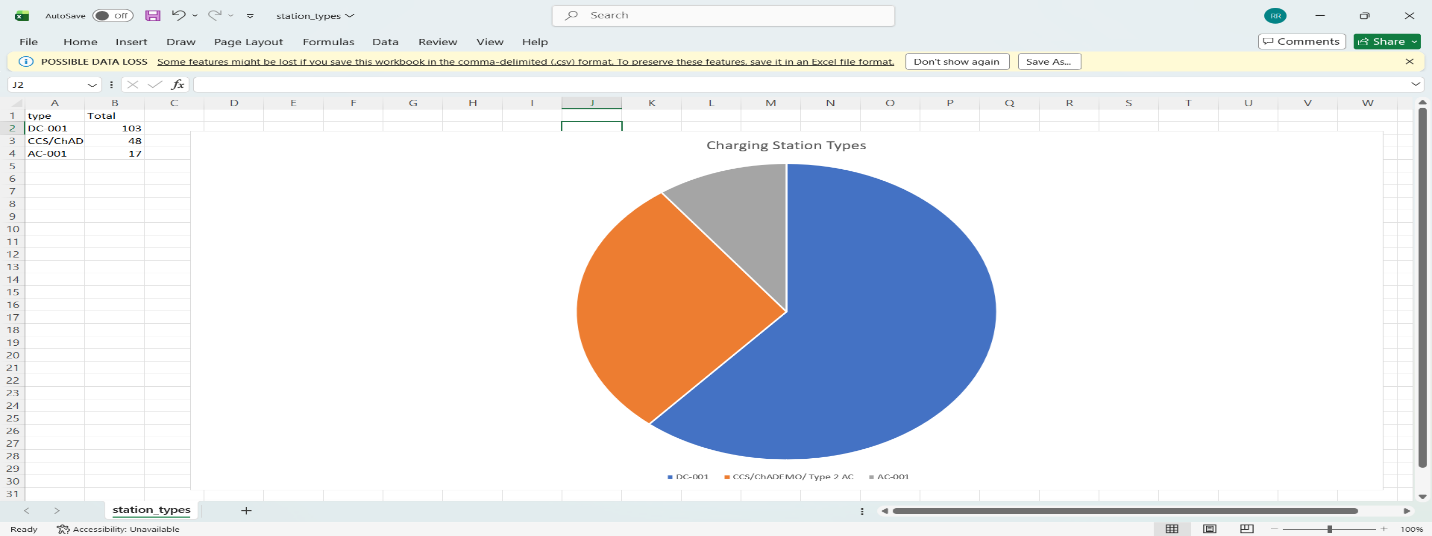 AutoSave Off station_types Search RR
File Home Insert Draw Page Layout Formulas Data Review View Help Comments Share
POSSIBLE DATA LOSS Some features might be lost if you save this workbook in the comma-delimited (.csv) format. To preserve these features, save it in an Excel file format. Don't show again Save As...
J2 fx
A B C D E F G H I J K L M N O P Q R S T U V W
1 type Total
2 DC-001 103
3 CCS/ChAD 48
4 AC-001 17
Charging Station Types
5
6
7
8
9
10
11
12
13
14
15
16
17
18
19
20
21
22
23
24
25
26
27
28
29
30
31
DC-001 CCS/ChADEMO/ Type 2 AC AC-001
station_types
Ready Accessibility: Unavailable 100%